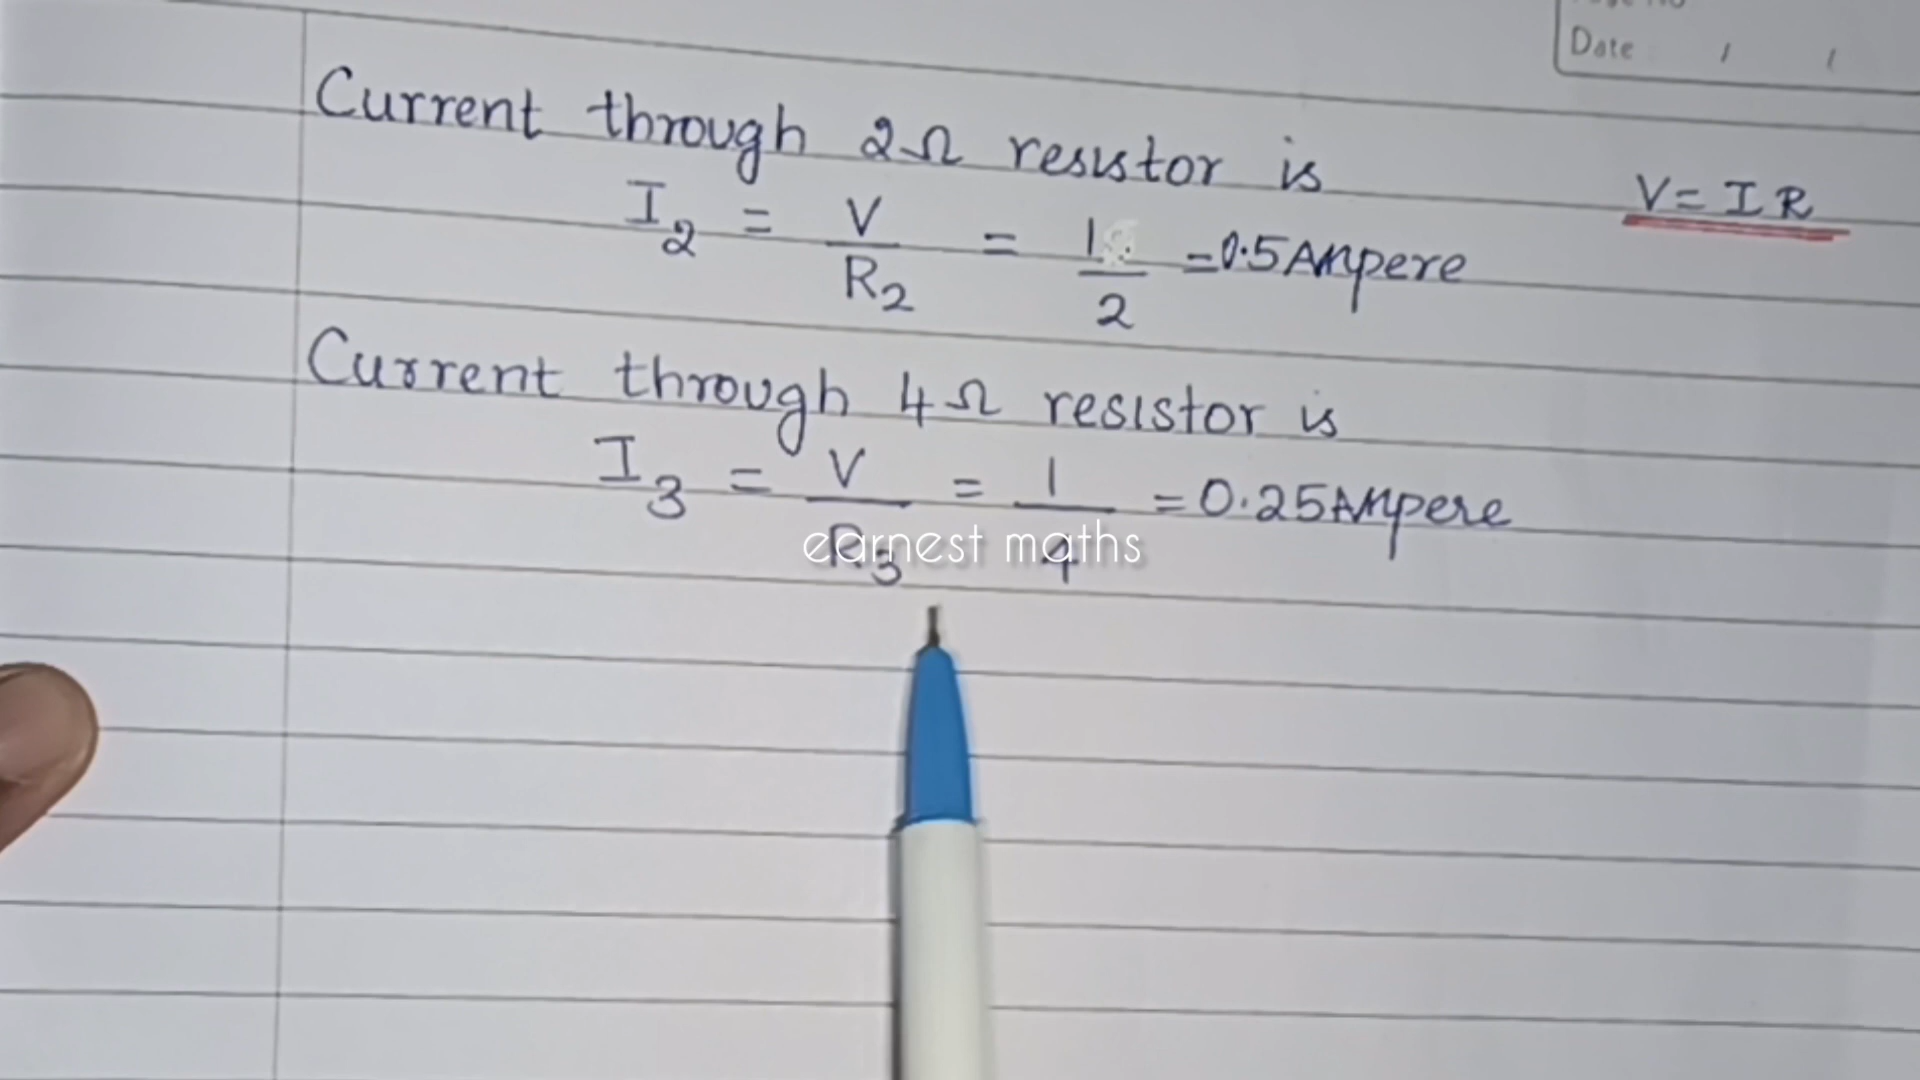 Date / /
Current through 2Ω resistor is
V = IR
I₂ = V/R₂ = 1/2 = 0.5 Ampere
Current through 4Ω resistor is
I₃ = V/R₃ = 1/4 = 0.25 Ampere
earnest maths